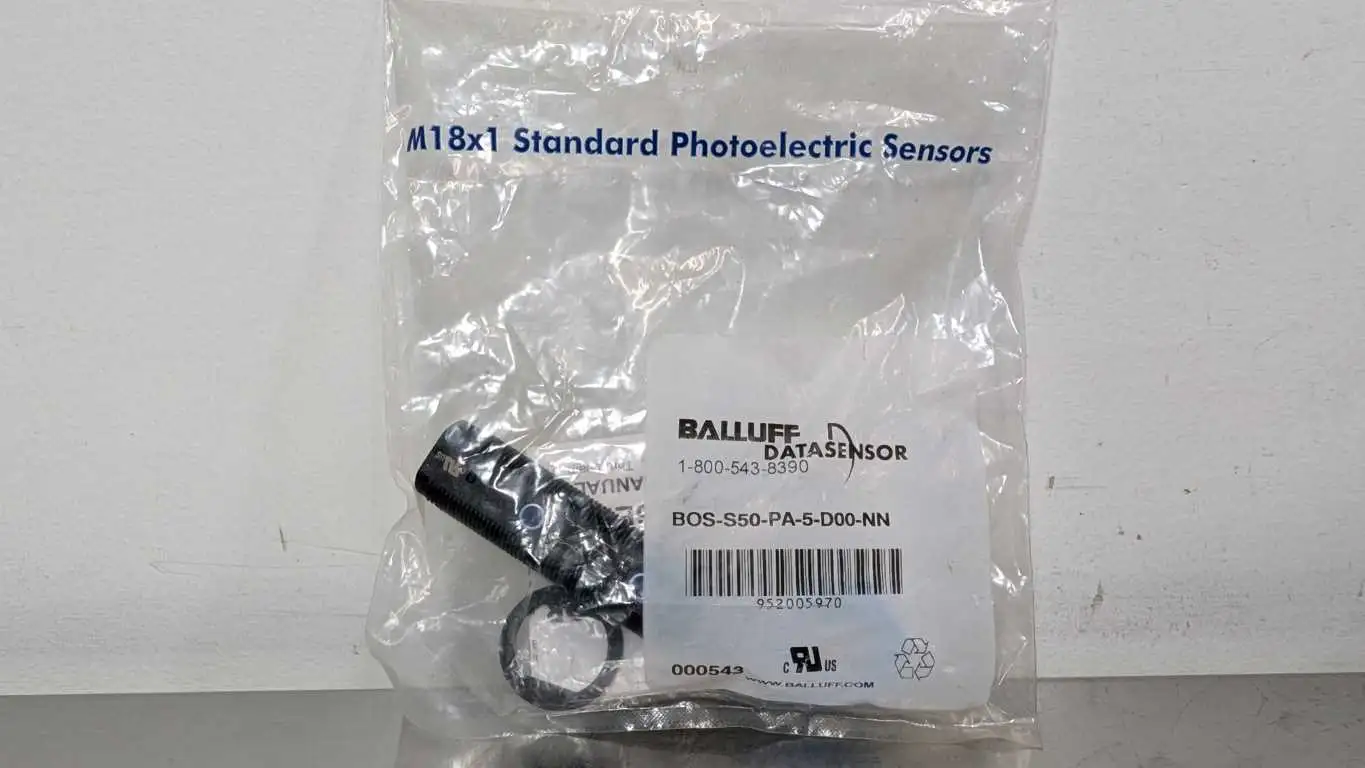 M18x1 Standard Photoelectric Sensors
BALLUFF
DATASENSOR
1-800-543-8390
BOS-S50-PA-5-D00-NN
952005970
000543
C RU US
WWW.BALLUFF.COM